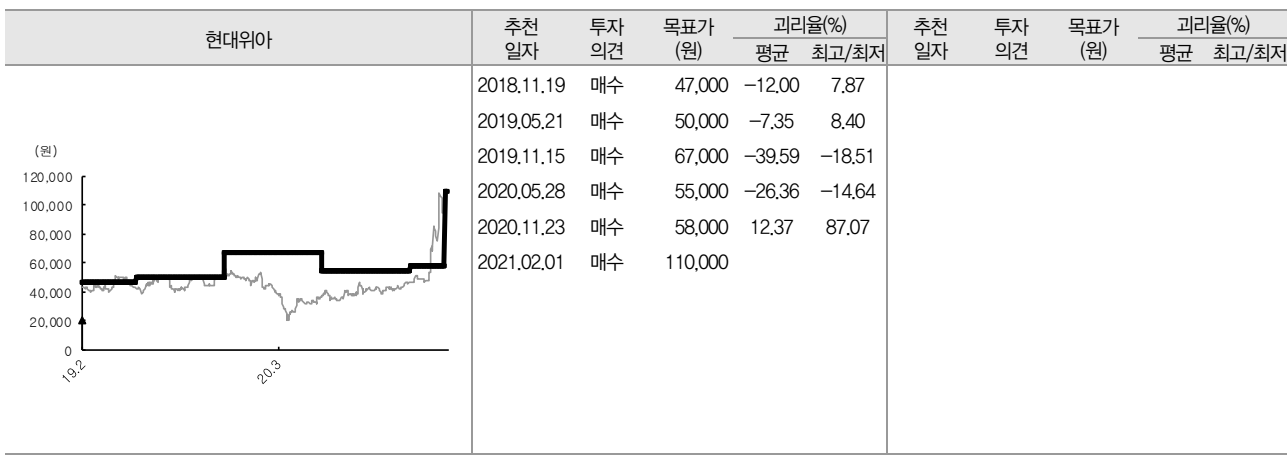 현대위아
추천 일자 투자 의견 목표가 (원) 괴리율(%) 평균 최고/최저 추천 일자 투자 의견 목표가 (원) 괴리율(%) 평균 최고/최저
(원)
120,000
100,000
80,000
60,000
40,000
20,000
0
19.2 20.3
2018.11.19 매수 47,000 -12.00 7.87
2019.05.21 매수 50,000 -7.35 8.40
2019.11.15 매수 67,000 -39.59 -18.51
2020.05.28 매수 55,000 -26.36 -14.64
2020.11.23 매수 58,000 12.37 87.07
2021.02.01 매수 110,000